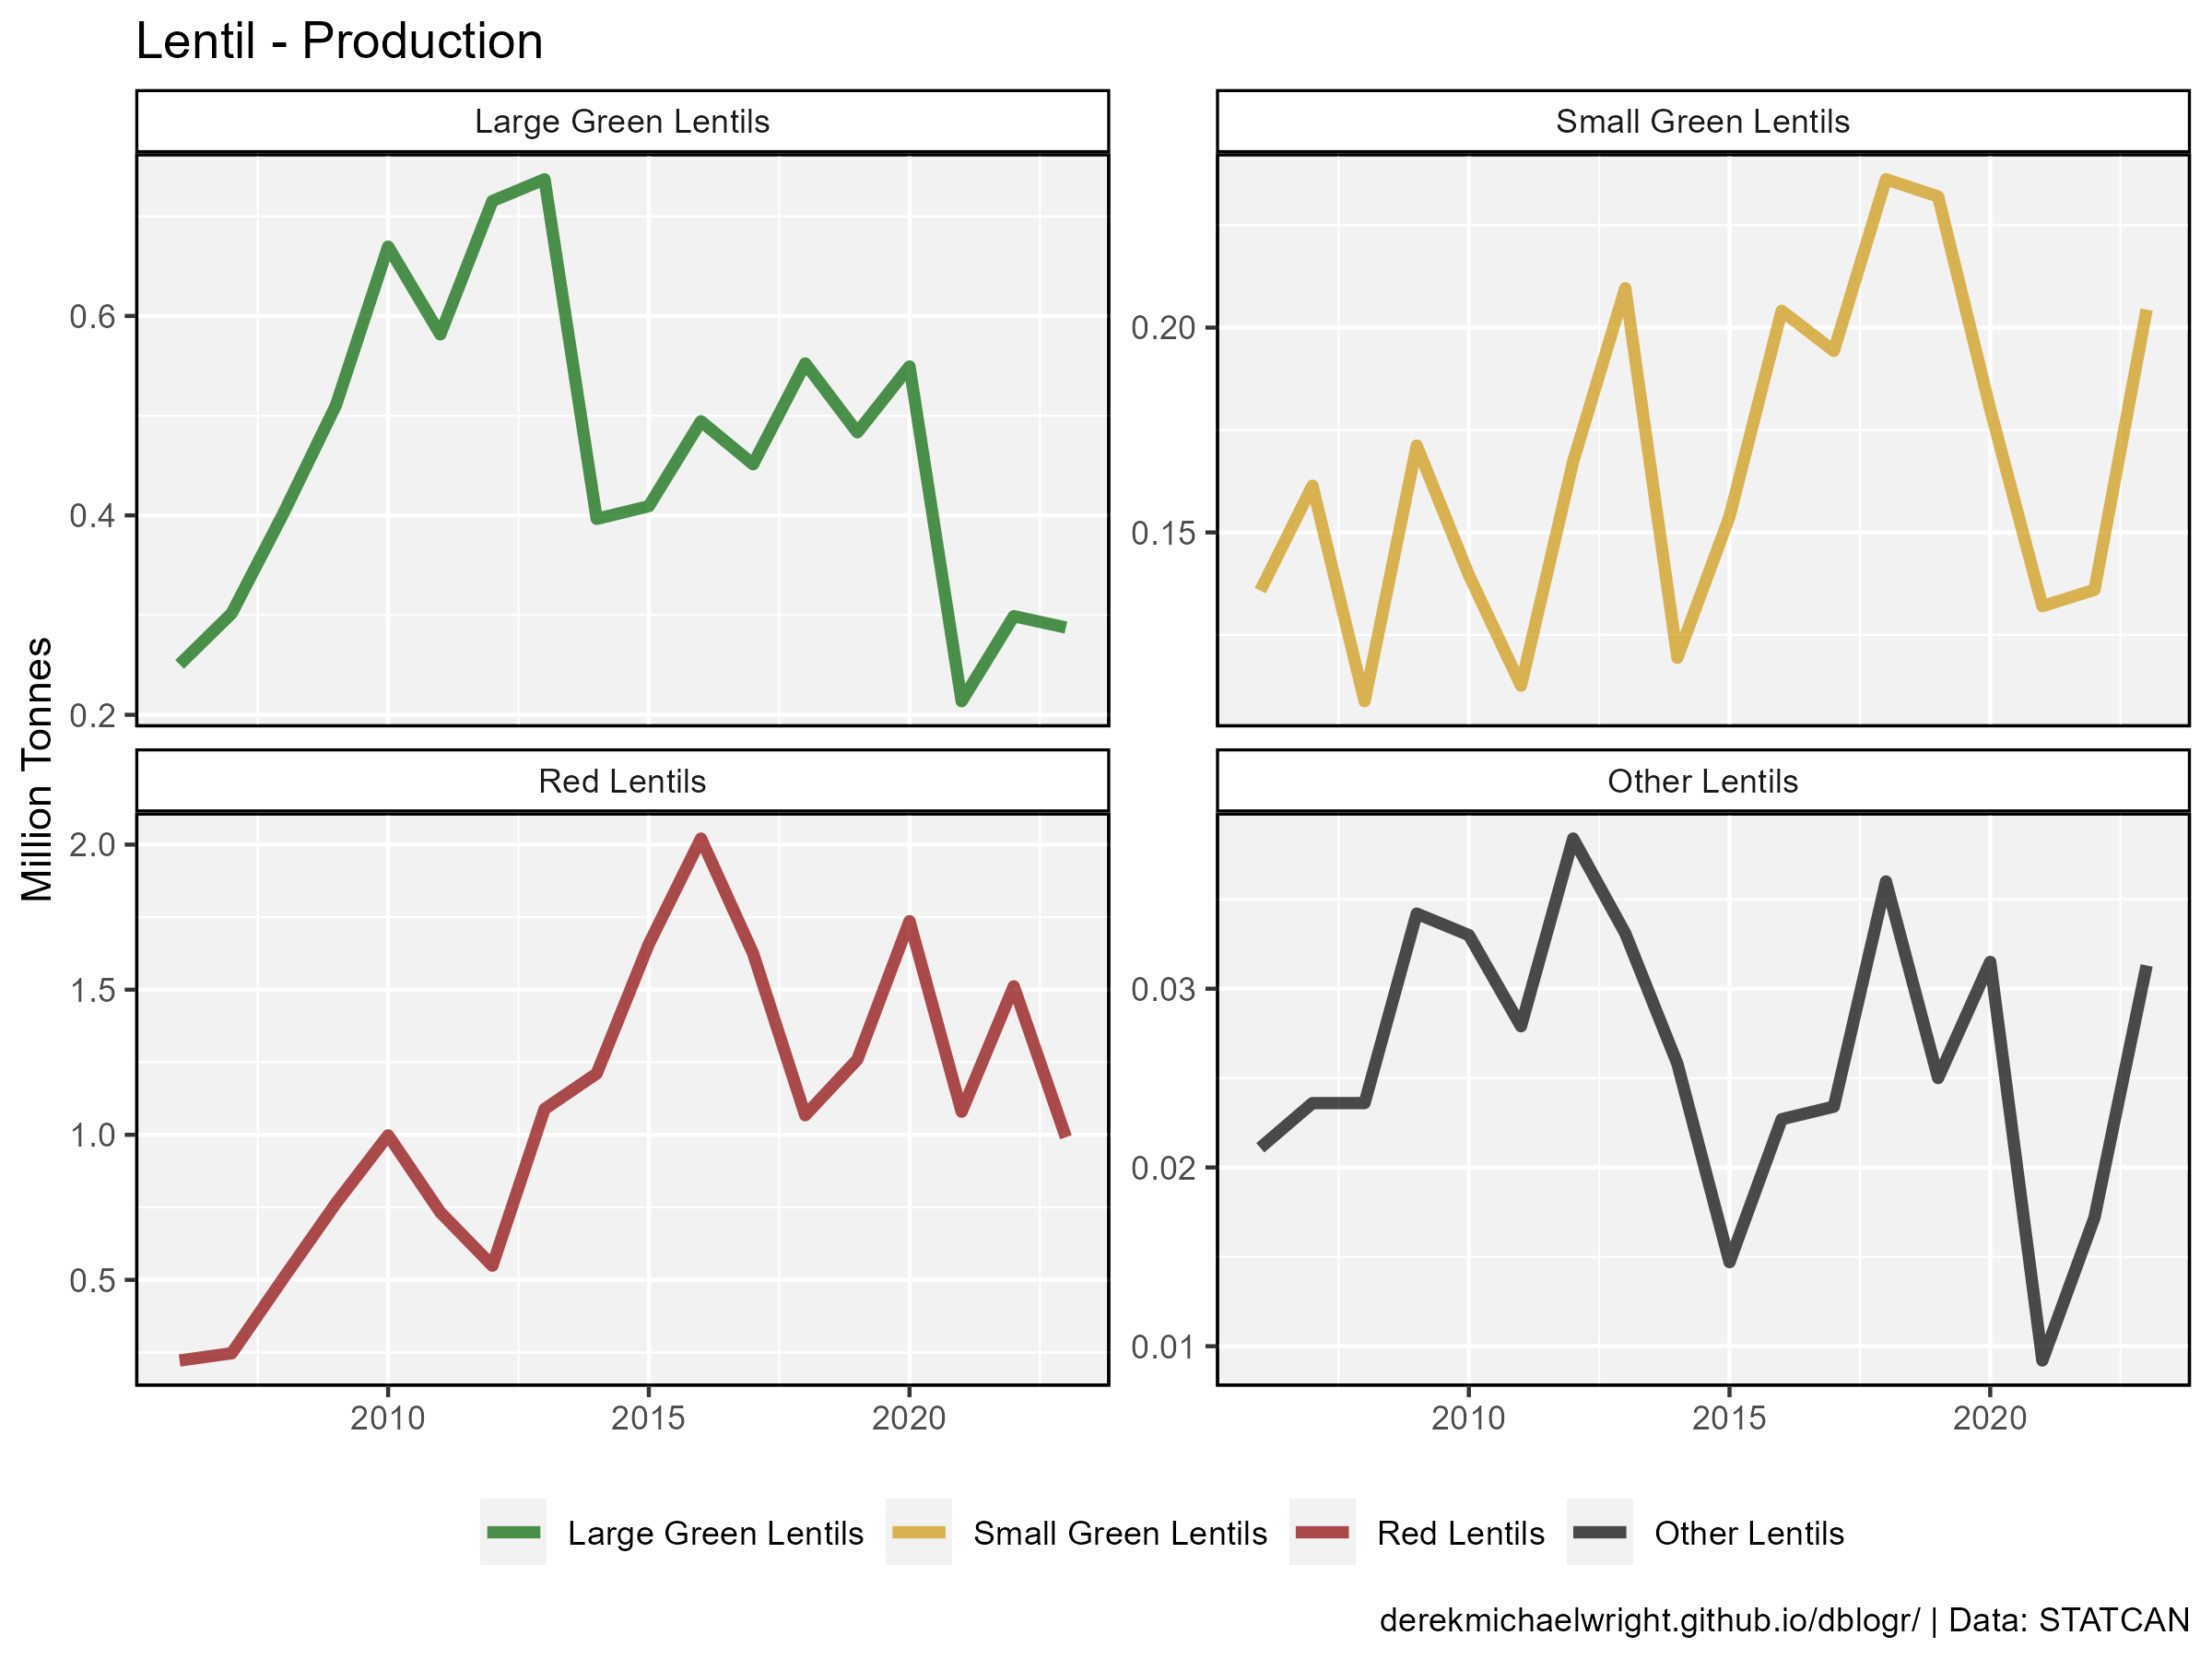 Lentil - Production
Large Green Lentils
Small Green Lentils
0.6
0.4
0.2
0.20
0.15
Million Tonnes
Red Lentils
Other Lentils
2.0
1.5
1.0
0.5
0.03
0.02
0.01
2010 2015 2020
2010 2015 2020
Large Green Lentils Small Green Lentils Red Lentils Other Lentils
derekmichaelwright.github.io/dblogr/ | Data: STATCAN